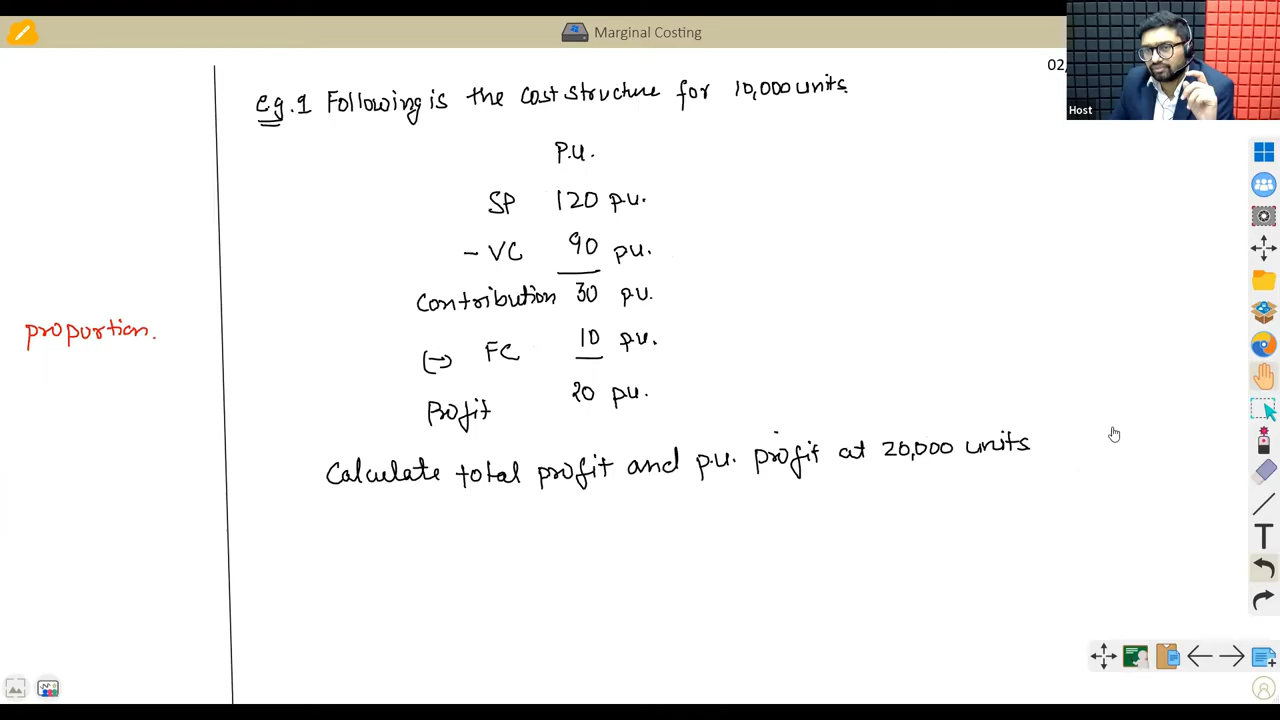 Marginal Costing
02/
Host
eg.1 Following is the cost structure for 10,000 units.
P.U.
SP 120 p.u.
- VC 90 p.u.
Contribution 30 p.u.
(-) FC 10 p.u.
Profit 20 p.u.
proportion.
Calculate total profit and p.u. profit at 20,000 units
T